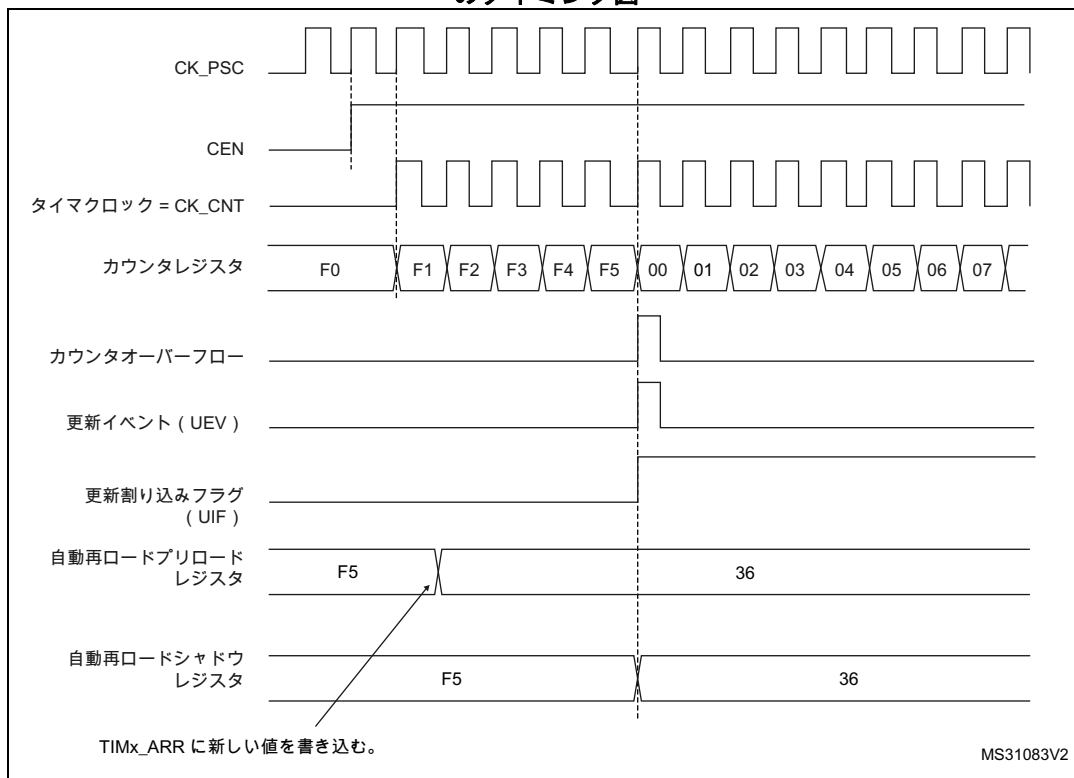 のタイミング図
CK_PSC
CEN
タイマクロック = CK_CNT
カウンタレジスタ
F0 F1 F2 F3 F4 F5 00 01 02 03 04 05 06 07
カウンタオーバーフロー
更新イベント ( UEV )
更新割り込みフラグ
( UIF )
自動再ロードプリロード
レジスタ
F5 36
自動再ロードシャドウ
レジスタ
F5 36
TIMx_ARR に新しい値を書き込む。
MS31083V2